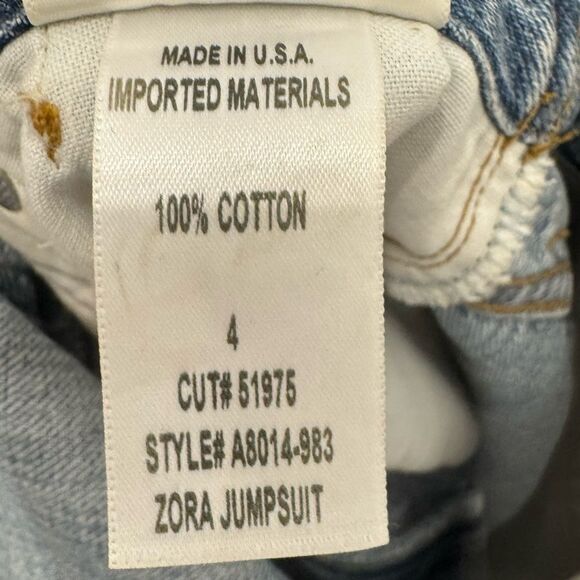 MADE IN U.S.A.
IMPORTED MATERIALS
100% COTTON
4
CUT# 51975
STYLE# A8014-983
ZORA JUMPSUIT